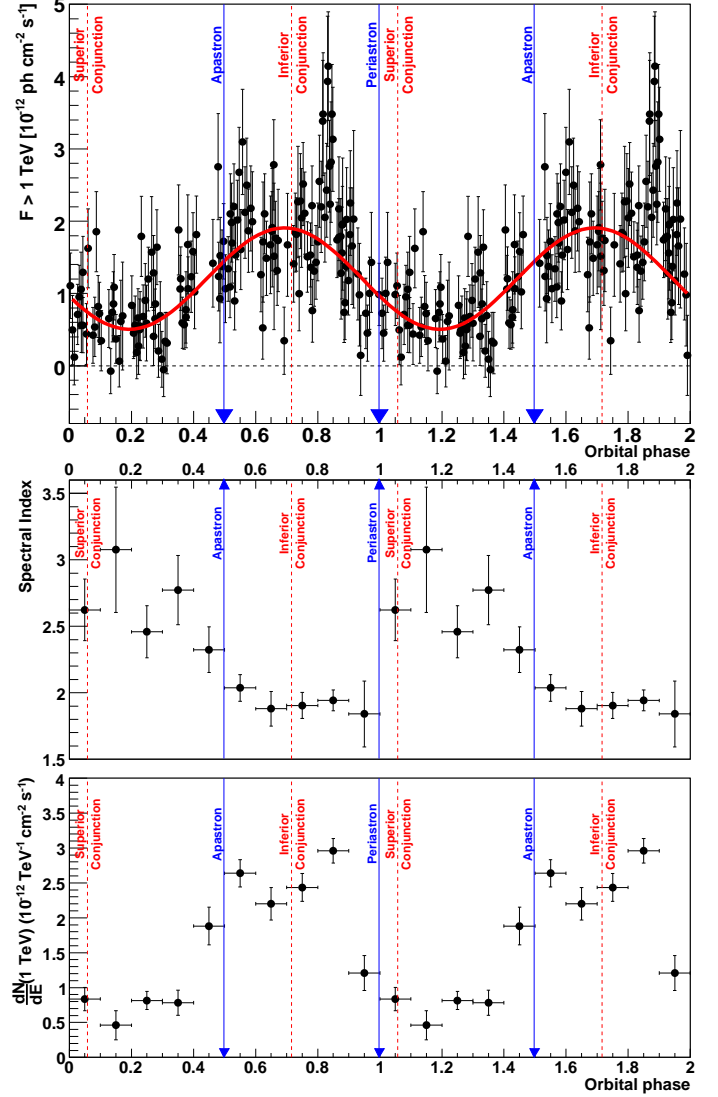 F > 1 TeV [10⁻¹² ph cm⁻² s⁻¹]
5
4
3
2
1
0
Superior
Conjunction
Apastron
Inferior
Conjunction
Periastron
Superior
Conjunction
Apastron
Inferior
Conjunction
0 0.2 0.4 0.6 0.8 1 1.2 1.4 1.6 1.8 2
Orbital phase
0 0.2 0.4 0.6 0.8 1 1.2 1.4 1.6 1.8 2
Spectral Index
3.5
3
2.5
2
1.5
Superior
Conjunction
Apastron
Inferior
Conjunction
Periastron
Superior
Conjunction
Apastron
Inferior
Conjunction
dN/dE(1 TeV) (10⁻¹² TeV⁻¹ cm⁻² s⁻¹)
4
3.5
3
2.5
2
1.5
1
0.5
0
Superior
Conjunction
Apastron
Inferior
Conjunction
Periastron
Superior
Conjunction
Apastron
Inferior
Conjunction
0 0.2 0.4 0.6 0.8 1 1.2 1.4 1.6 1.8 2
Orbital phase